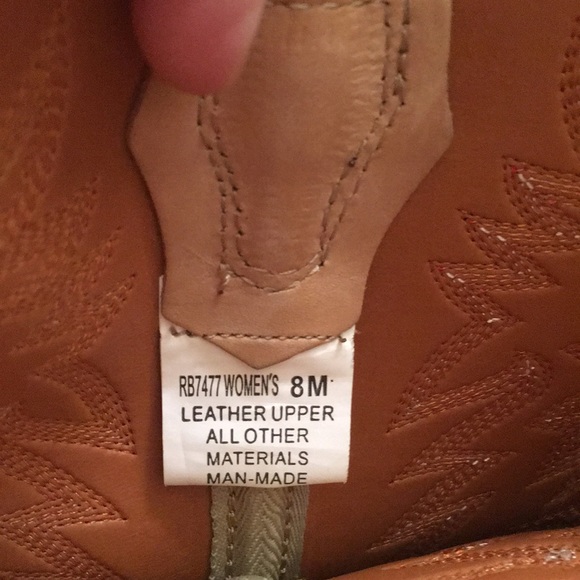 RB7477 WOMEN'S 8M
LEATHER UPPER
ALL OTHER
MATERIALS
MAN-MADE